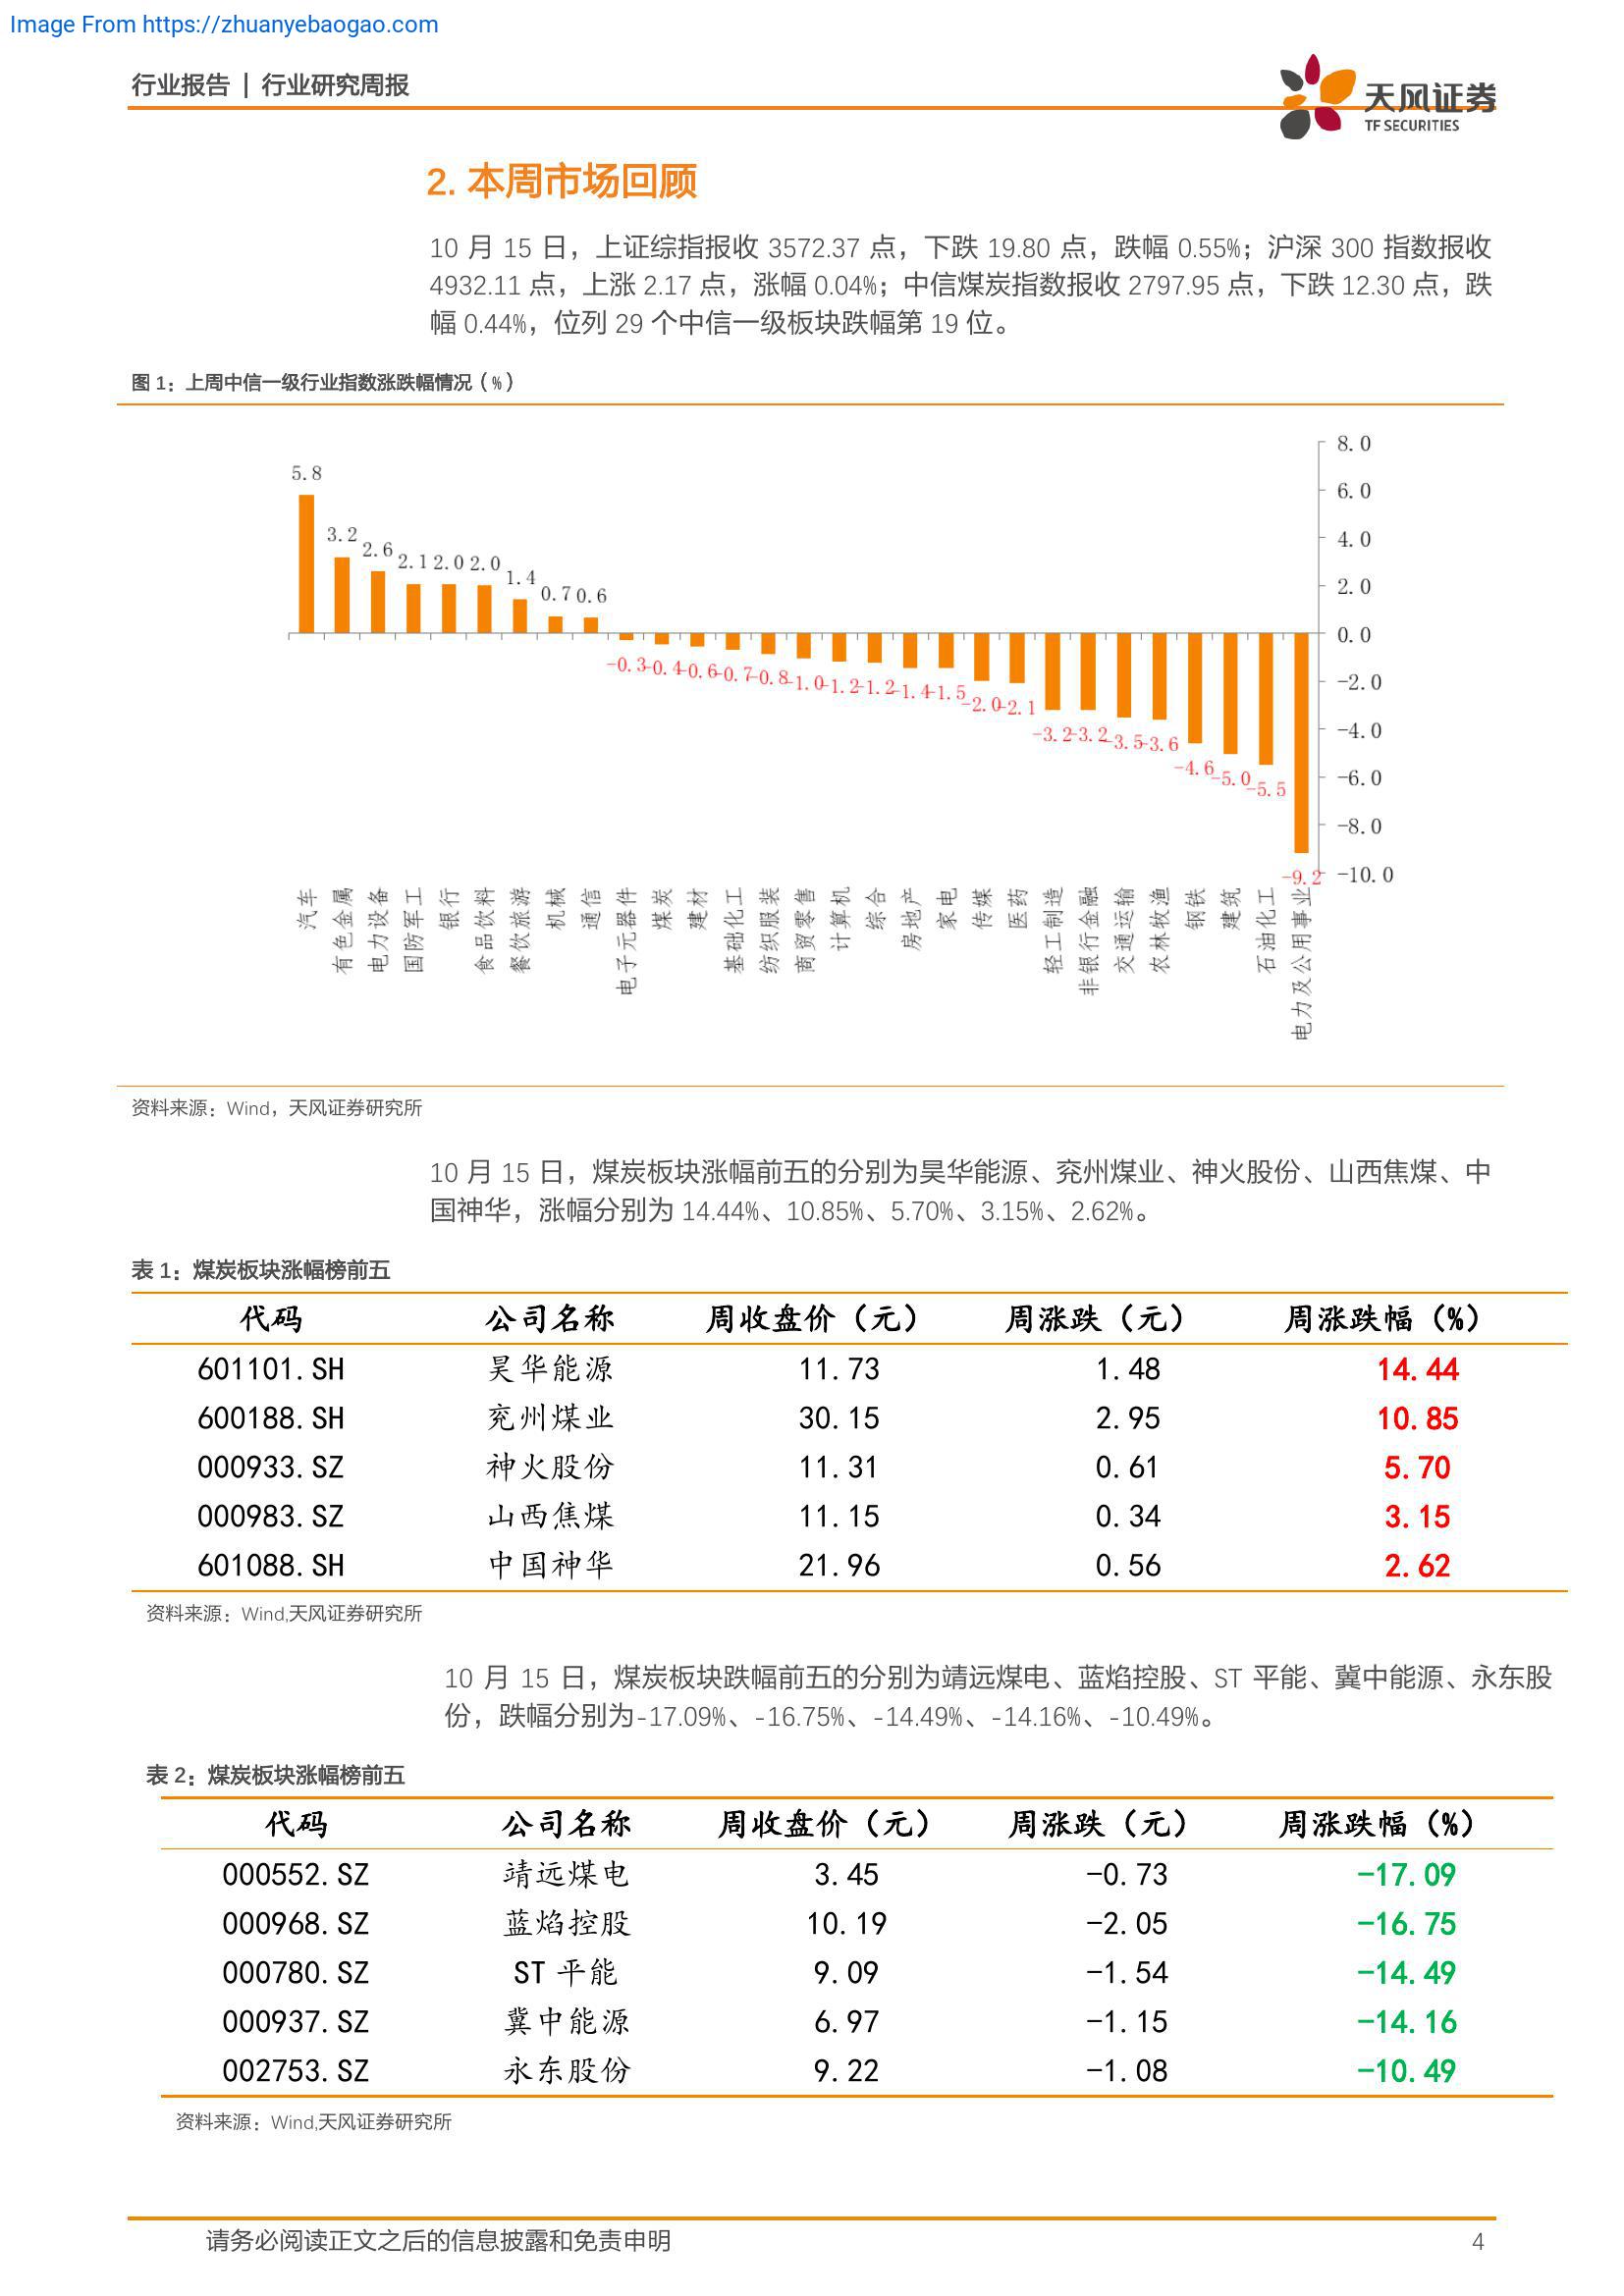 Image From https://zhuanyebaogao.com
行业报告 | 行业研究周报
天风证券
TF SECURITIES
2. 本周市场回顾
10 月 15 日，上证综指报收 3572.37 点，下跌 19.80 点，跌幅 0.55%；沪深 300 指数报收
4932.11 点，上涨 2.17 点，涨幅 0.04%；中信煤炭指数报收 2797.95 点，下跌 12.30 点，跌
幅 0.44%，位列 29 个中信一级板块跌幅第 19 位。
图 1：上周中信一级行业指数涨跌幅情况（%）
8.0
6.0
4.0
2.0
0.0
-2.0
-4.0
-6.0
-8.0
-10.0
5.8 3.2 2.6 2.1 2.0 2.0 1.4 0.7 0.6 -0.3 -0.4 -0.6 -0.7 -0.8 -1.0 -1.2 -1.2 -1.4 -1.5 -2.0 -2.1 -3.2 -3.2 -3.5 -3.6 -4.6 -5.0 -5.5 -9.2
汽车 有色金属 电力设备 国防军工 银行 食品饮料 餐饮旅游 机械 通信 电子元器件 煤炭 建材 基础化工 纺织服装 商贸零售 计算机 综合 房地产 家电 传媒 医药 轻工制造 非银行金融 交通运输 农林牧渔 钢铁 建筑 石油化工 电力及公用事业
资料来源：Wind，天风证券研究所
10 月 15 日，煤炭板块涨幅前五的分别为昊华能源、兖州煤业、神火股份、山西焦煤、中
国神华，涨幅分别为 14.44%、10.85%、5.70%、3.15%、2.62%。
表 1：煤炭板块涨幅榜前五
代码 公司名称 周收盘价（元） 周涨跌（元） 周涨跌幅（%）
601101.SH 昊华能源 11.73 1.48 14.44
600188.SH 兖州煤业 30.15 2.95 10.85
000933.SZ 神火股份 11.31 0.61 5.70
000983.SZ 山西焦煤 11.15 0.34 3.15
601088.SH 中国神华 21.96 0.56 2.62
资料来源：Wind,天风证券研究所
10 月 15 日，煤炭板块跌幅前五的分别为靖远煤电、蓝焰控股、ST 平能、冀中能源、永东股
份，跌幅分别为-17.09%、-16.75%、-14.49%、-14.16%、-10.49%。
表 2：煤炭板块涨幅榜前五
代码 公司名称 周收盘价（元） 周涨跌（元） 周涨跌幅（%）
000552.SZ 靖远煤电 3.45 -0.73 -17.09
000968.SZ 蓝焰控股 10.19 -2.05 -16.75
000780.SZ ST 平能 9.09 -1.54 -14.49
000937.SZ 冀中能源 6.97 -1.15 -14.16
002753.SZ 永东股份 9.22 -1.08 -10.49
资料来源：Wind,天风证券研究所
请务必阅读正文之后的信息披露和免责申明
4